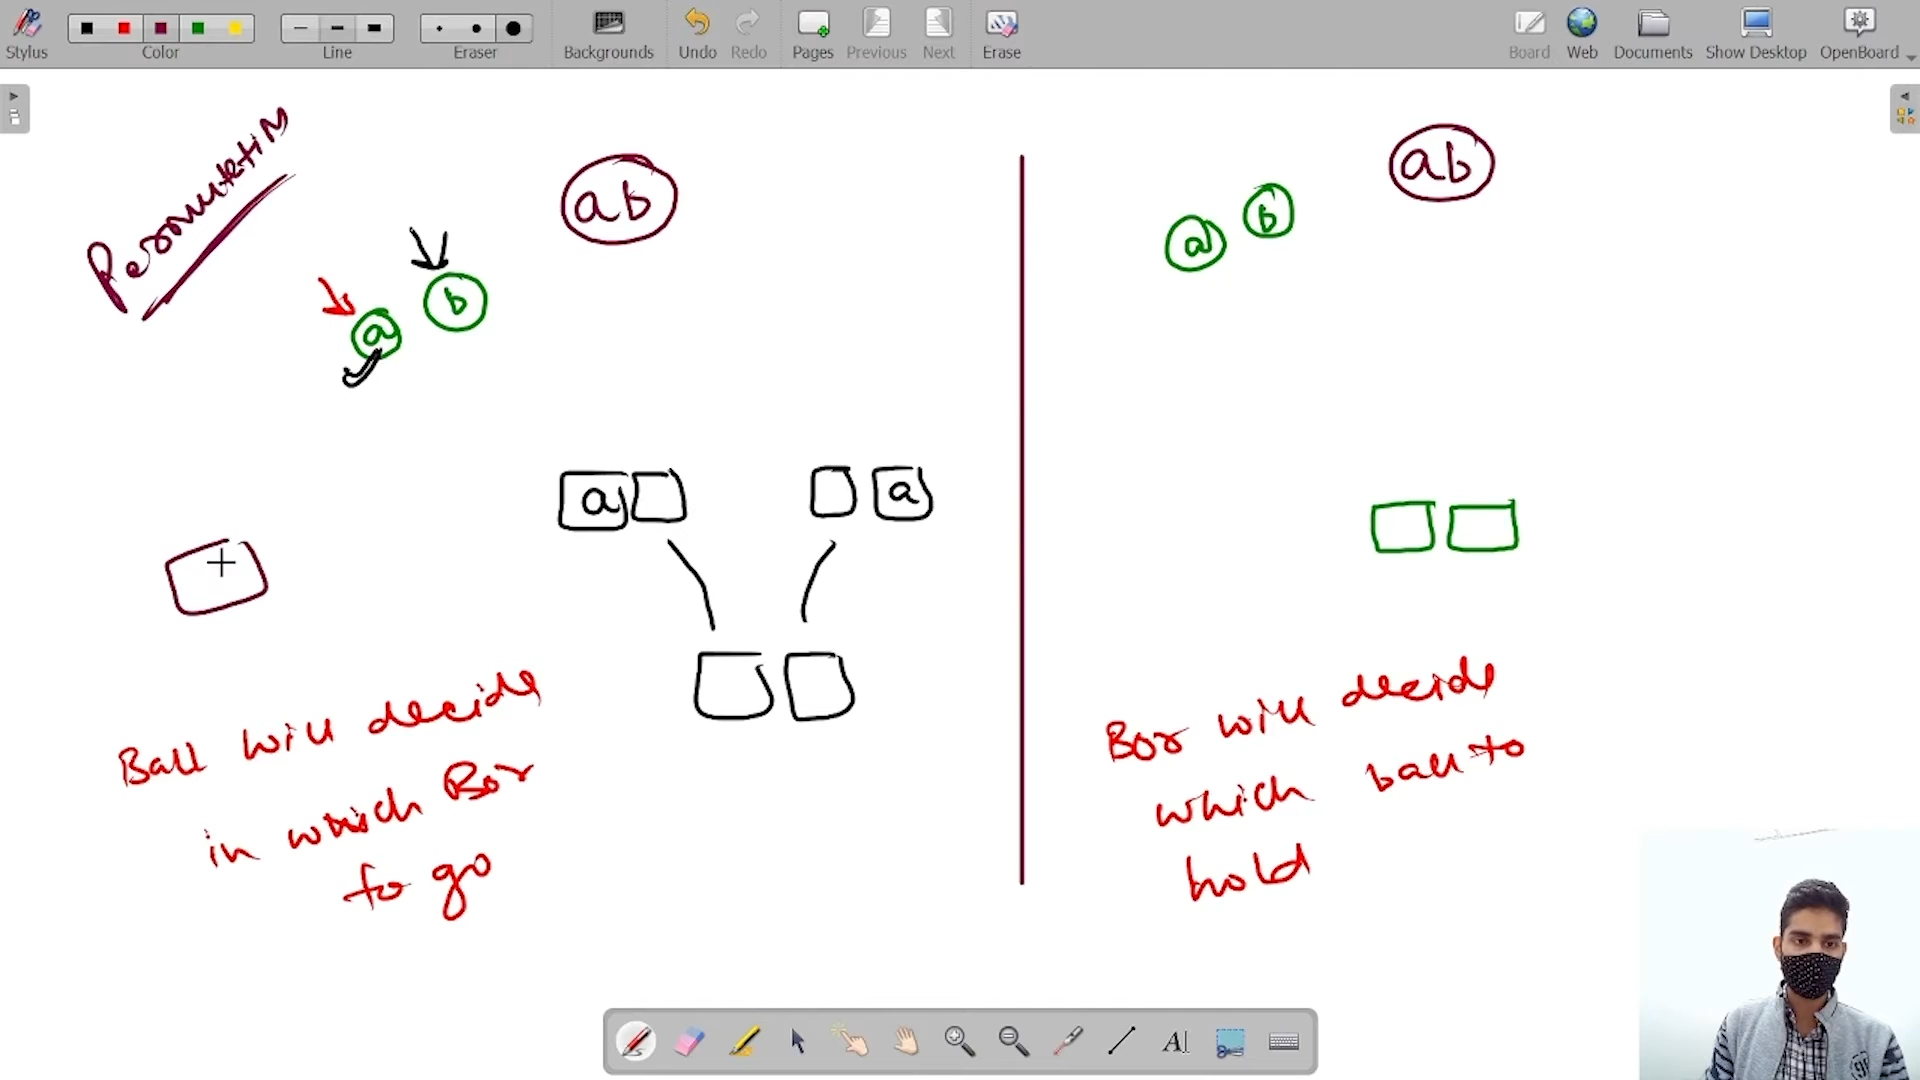 Stylus
Color
Line
Eraser
Backgrounds
Undo
Redo
Pages
Previous
Next
Erase
Board
Web
Documents
Show Desktop
OpenBoard
Permutation
ab
a
b
a
a
Ball will decide
in which Box
to go
ab
a
b
Box will decide
which ball to
hold
AI